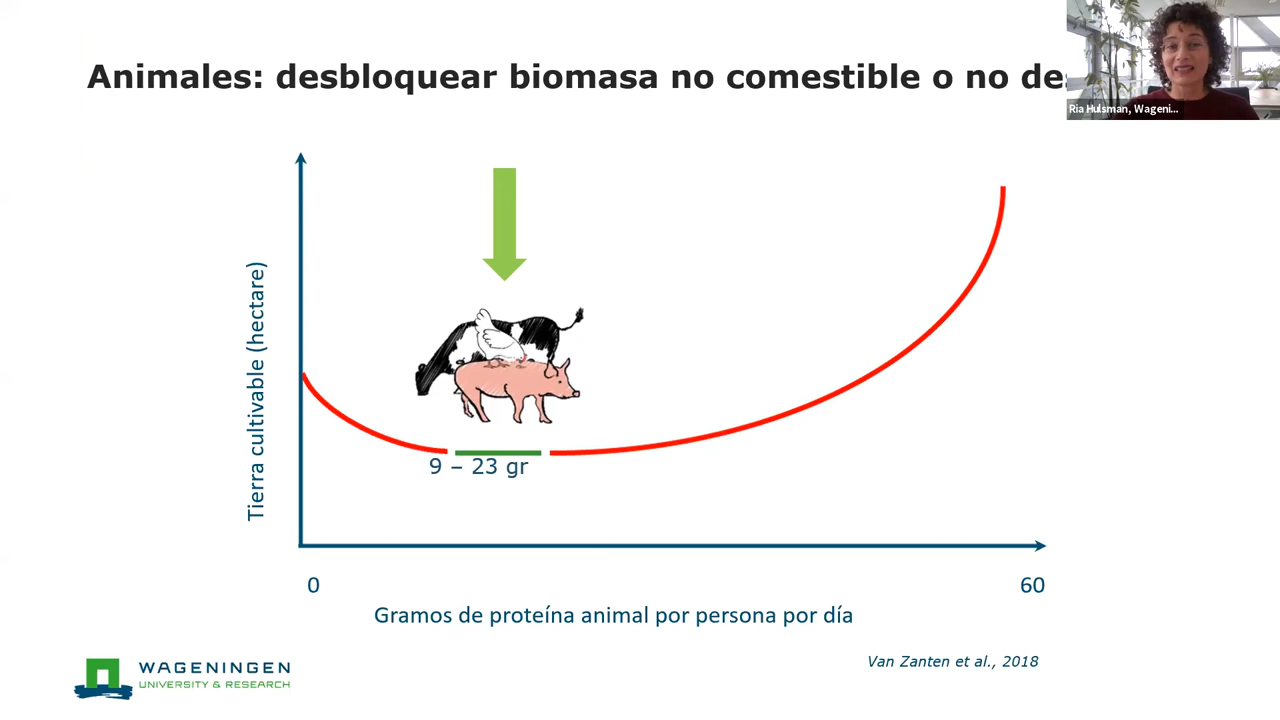 Animales: desbloquear biomasa no comestible o no de
Ria Hulsman, Wageni...
Tierra cultivable (hectare)
9 – 23 gr
0
60
Gramos de proteína animal por persona por día
Van Zanten et al., 2018
WAGENINGEN
UNIVERSITY & RESEARCH